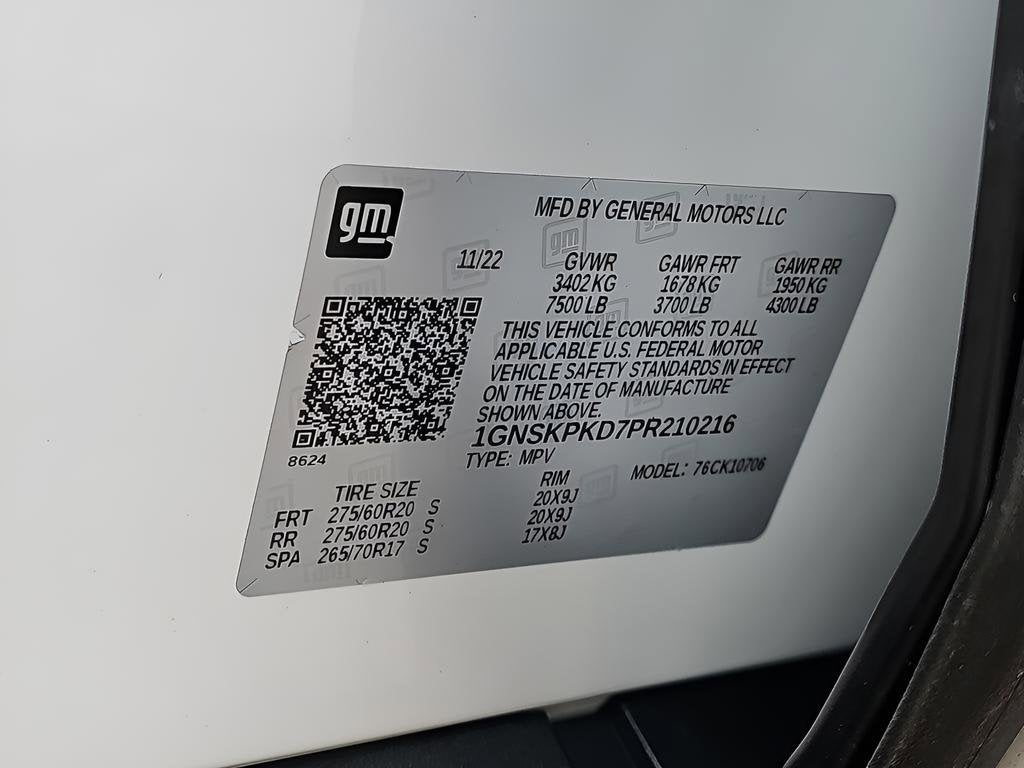 gm
MFD BY GENERAL MOTORS LLC
11/22 GVWR GAWR FRT GAWR RR
3402 KG 1678 KG 1950 KG
7500 LB 3700 LB 4300 LB
THIS VEHICLE CONFORMS TO ALL
APPLICABLE U.S. FEDERAL MOTOR
VEHICLE SAFETY STANDARDS IN EFFECT
ON THE DATE OF MANUFACTURE
SHOWN ABOVE.
1GNSKPKD7PR210216
8624
TYPE: MPV MODEL: 76CK10706
TIRE SIZE RIM
FRT 275/60R20 S 20X9J
RR 275/60R20 S 20X9J
SPA 265/70R17 S 17X8J